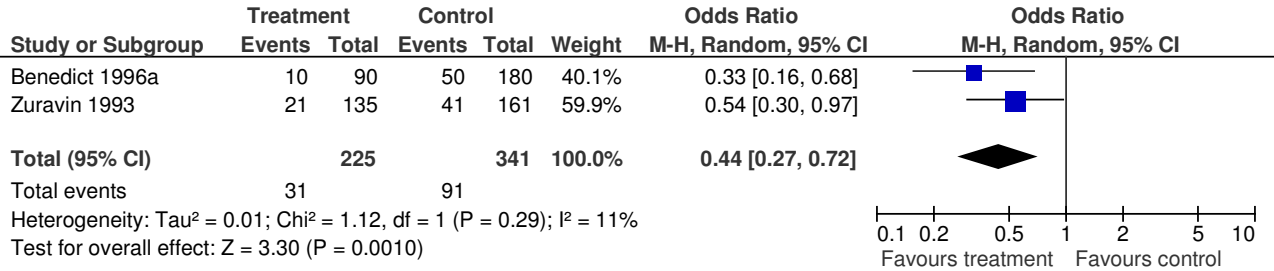 Treatment Control Odds Ratio Odds Ratio
Study or Subgroup Events Total Events Total Weight M-H, Random, 95% CI M-H, Random, 95% CI
Benedict 1996a 10 90 50 180 40.1% 0.33 [0.16, 0.68]
Zuravin 1993 21 135 41 161 59.9% 0.54 [0.30, 0.97]
Total (95% CI) 225 341 100.0% 0.44 [0.27, 0.72]
Total events 31 91
Heterogeneity: Tau² = 0.01; Chi² = 1.12, df = 1 (P = 0.29); I² = 11%
Test for overall effect: Z = 3.30 (P = 0.0010)
0.1 0.2 0.5 1 2 5 10
Favours treatment Favours control